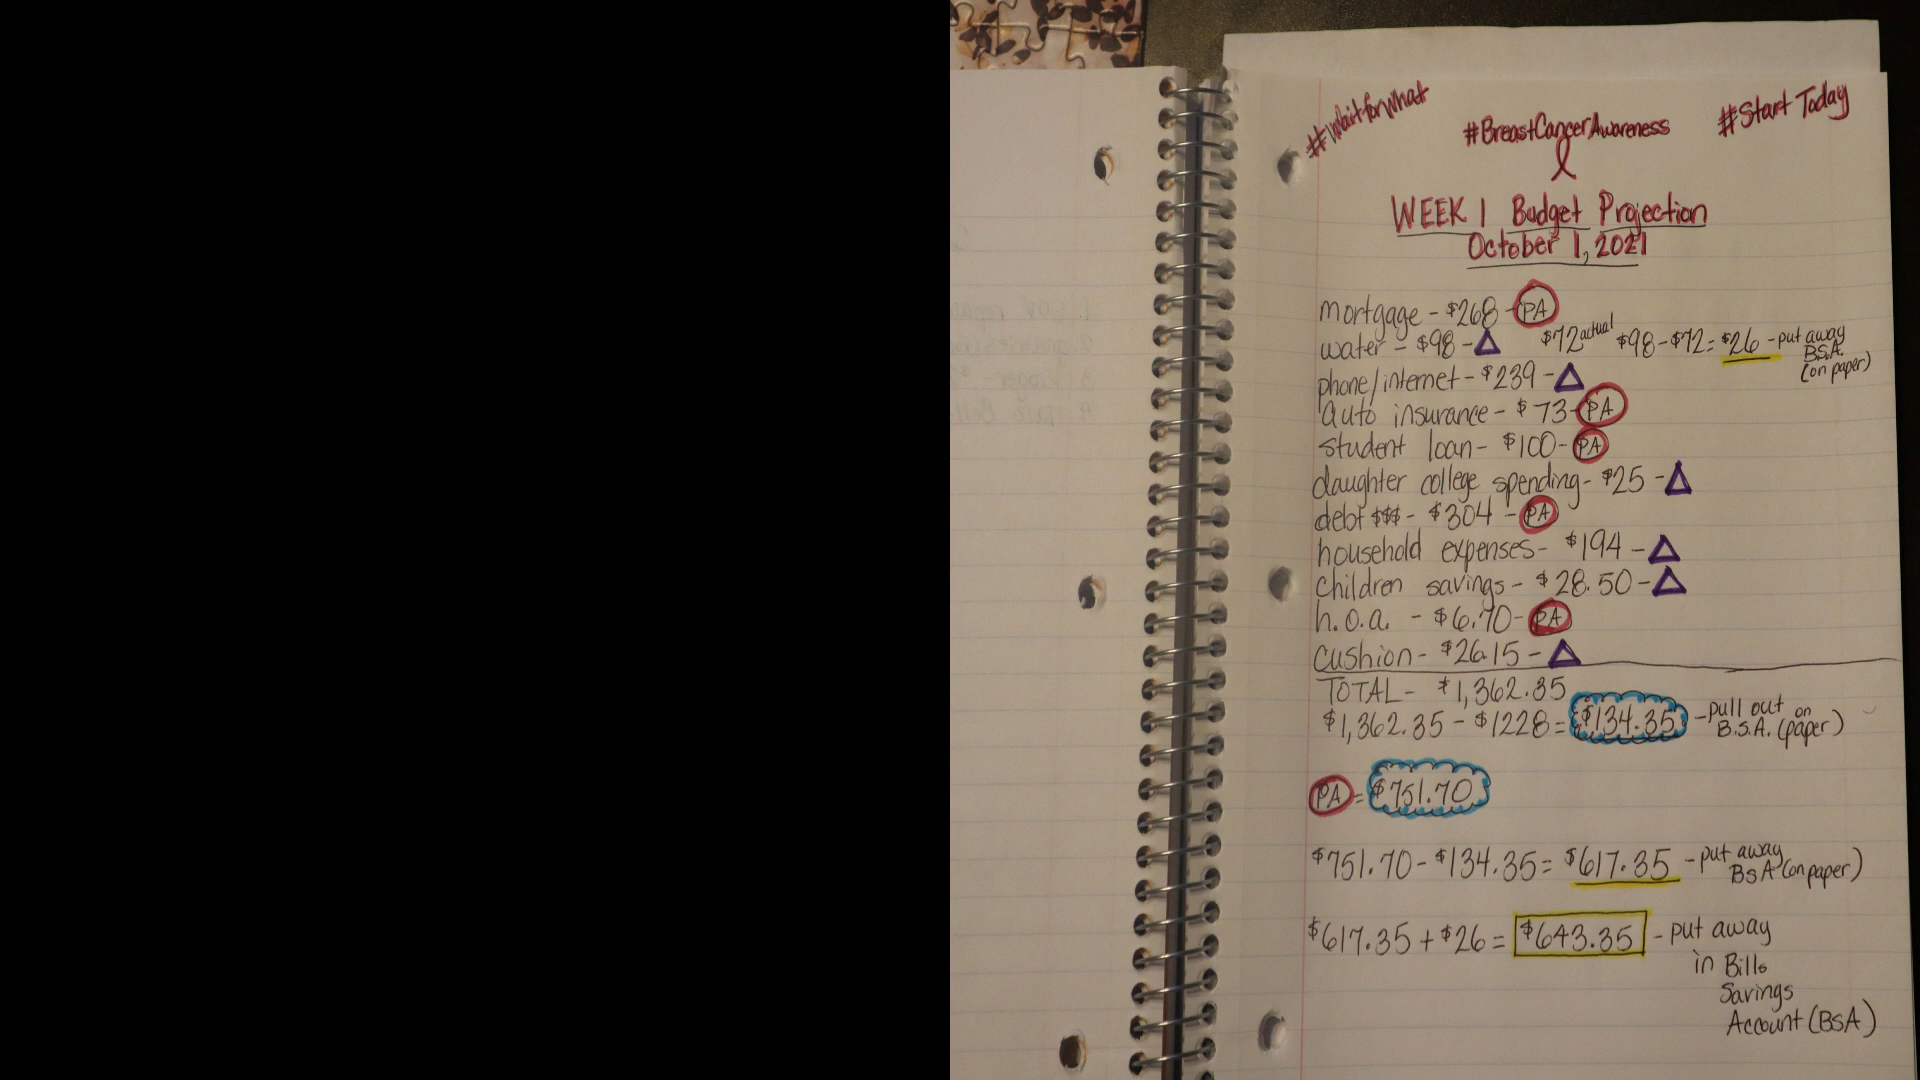 #Waitforwhat
#BreastCancerAwareness
#Start Today
WEEK 1 Budget Projection
October 1, 2021
mortgage - $268 - PA
water - $98 - △ $72 actual $98 - $72 = $26 - put away
B.S.A.
(on paper)
phone/internet - $239 - △
auto insurance - $73 - PA
student loan - $100 - PA
daughter college spending - $25 - △
debt $$$ - $304 - PA
household expenses - $194 - △
children savings - $28.50 - △
h.o.a. - $6.70 - PA
cushion - $26.15 - △
TOTAL - $1,362.35
$1,362.35 - $1228 = $134.35 - pull out on
B.S.A. (paper)
PA = $751.70
$751.70 - $134.35 = $617.35 - put away
BSA (on paper)
$617.35 + $26 = $643.35 - put away
in Bills
Savings
Account (BSA)